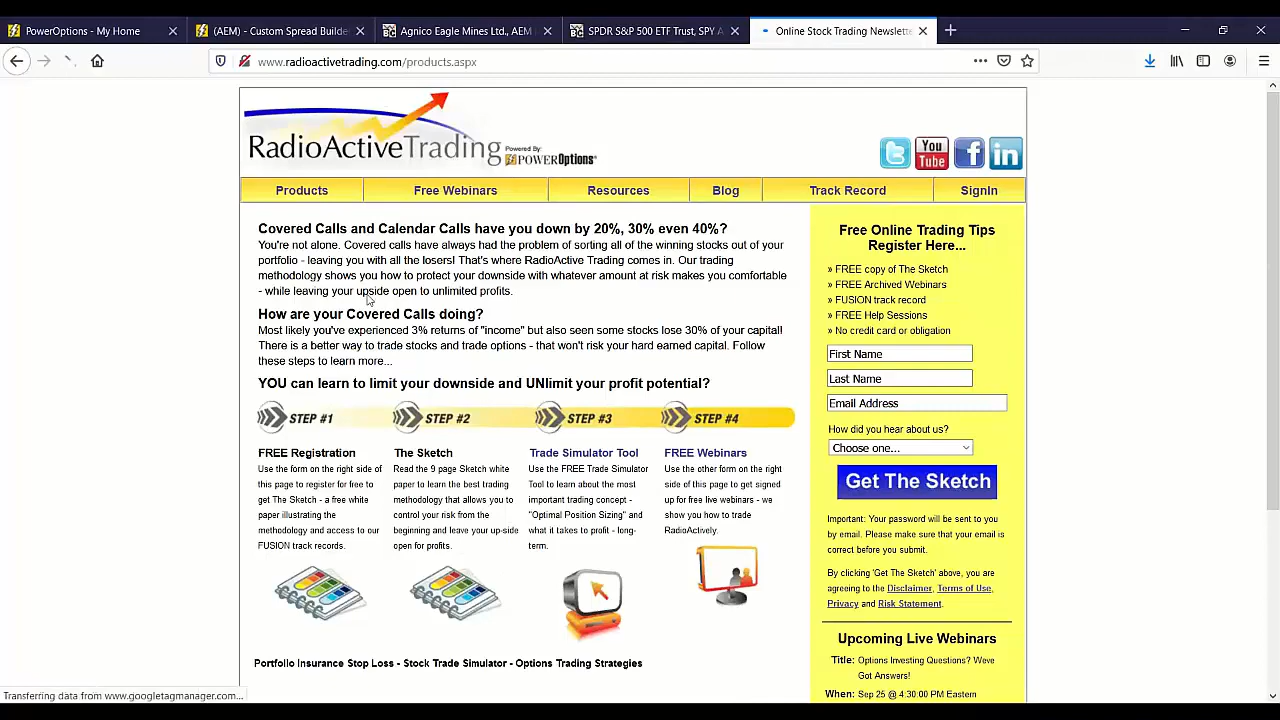 PowerOptions - My Home
(AEM) - Custom Spread Builde
Agnico Eagle Mines Ltd., AEM
SPDR S&P 500 ETF Trust, SPY A
Online Stock Trading Newslette
www.radioactivetrading.com/products.aspx
RadioActiveTrading
Powered By:
POWEROptions®
You Tube
Products
Free Webinars
Resources
Blog
Track Record
SignIn
Covered Calls and Calendar Calls have you down by 20%, 30% even 40%?
You're not alone. Covered calls have always had the problem of sorting all of the winning stocks out of your
portfolio - leaving you with all the losers! That's where RadioActive Trading comes in. Our trading
methodology shows you how to protect your downside with whatever amount at risk makes you comfortable
- while leaving your upside open to unlimited profits.
How are your Covered Calls doing?
Most likely you've experienced 3% returns of "income" but also seen some stocks lose 30% of your capital!
There is a better way to trade stocks and trade options - that won't risk your hard earned capital. Follow
these steps to learn more...
YOU can learn to limit your downside and UNlimit your profit potential?
STEP #1
STEP #2
STEP #3
STEP #4
FREE Registration
Use the form on the right side of
this page to register for free to
get The Sketch - a free white
paper illustrating the
methodology and access to our
FUSION track records.
The Sketch
Read the 9 page Sketch white
paper to learn the best trading
methodology that allows you to
control your risk from the
beginning and leave your up-side
open for profits.
Trade Simulator Tool
Use the FREE Trade Simulator
Tool to learn about the most
important trading concept -
"Optimal Position Sizing" and
what it takes to profit - long-
term.
FREE Webinars
Use the other form on the right
side of this page to get signed
up for free live webinars - we
show you how to trade
RadioActively.
Portfolio Insurance Stop Loss - Stock Trade Simulator - Options Trading Strategies
Free Online Trading Tips
Register Here...
» FREE copy of The Sketch
» FREE Archived Webinars
» FUSION track record
» FREE Help Sessions
» No credit card or obligation
First Name
Last Name
Email Address
How did you hear about us?
Choose one...
Get The Sketch
Important: Your password will be sent to you
by email. Please make sure that your email is
correct before you submit.
By clicking 'Get The Sketch' above, you are
agreeing to the Disclaimer, Terms of Use,
Privacy and Risk Statement.
Upcoming Live Webinars
Title: Options Investing Questions? Weve
Got Answers!
When: Sep 25 @ 4:30:00 PM Eastern
Transferring data from www.googletagmanager.com...